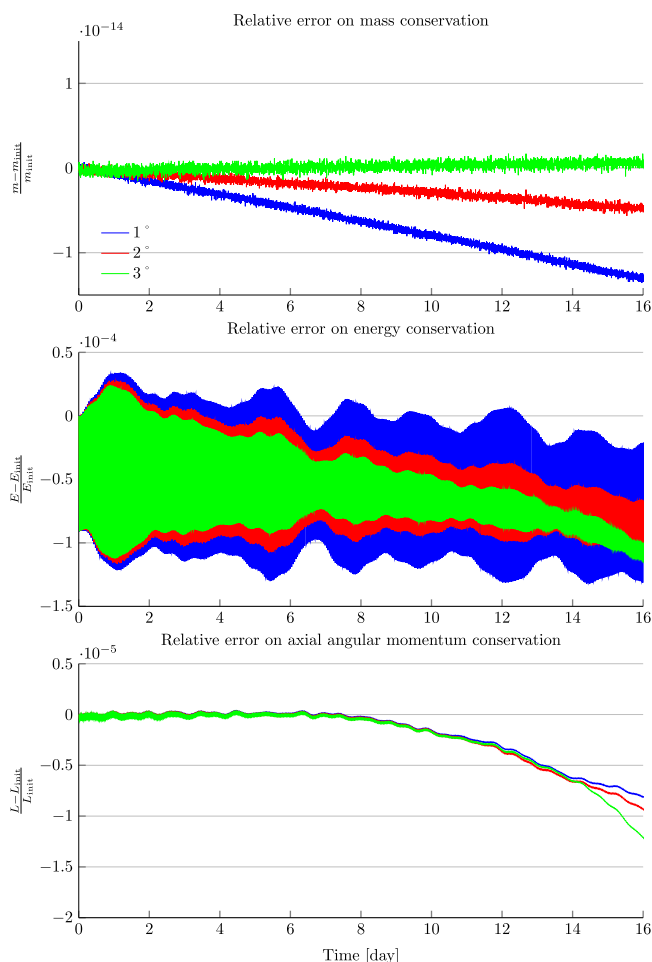 Relative error on mass conservation
·10⁻¹⁴
1
0
−1
m−m_init / m_init
1°
2°
3°
0 2 4 6 8 10 12 14 16
Relative error on energy conservation
·10⁻⁴
0.5
0
−0.5
−1
−1.5
E−E_init / E_init
0 2 4 6 8 10 12 14 16
Relative error on axial angular momentum conservation
·10⁻⁵
0.5
0
−0.5
−1
−1.5
−2
L−L_init / L_init
0 2 4 6 8 10 12 14 16
Time [day]